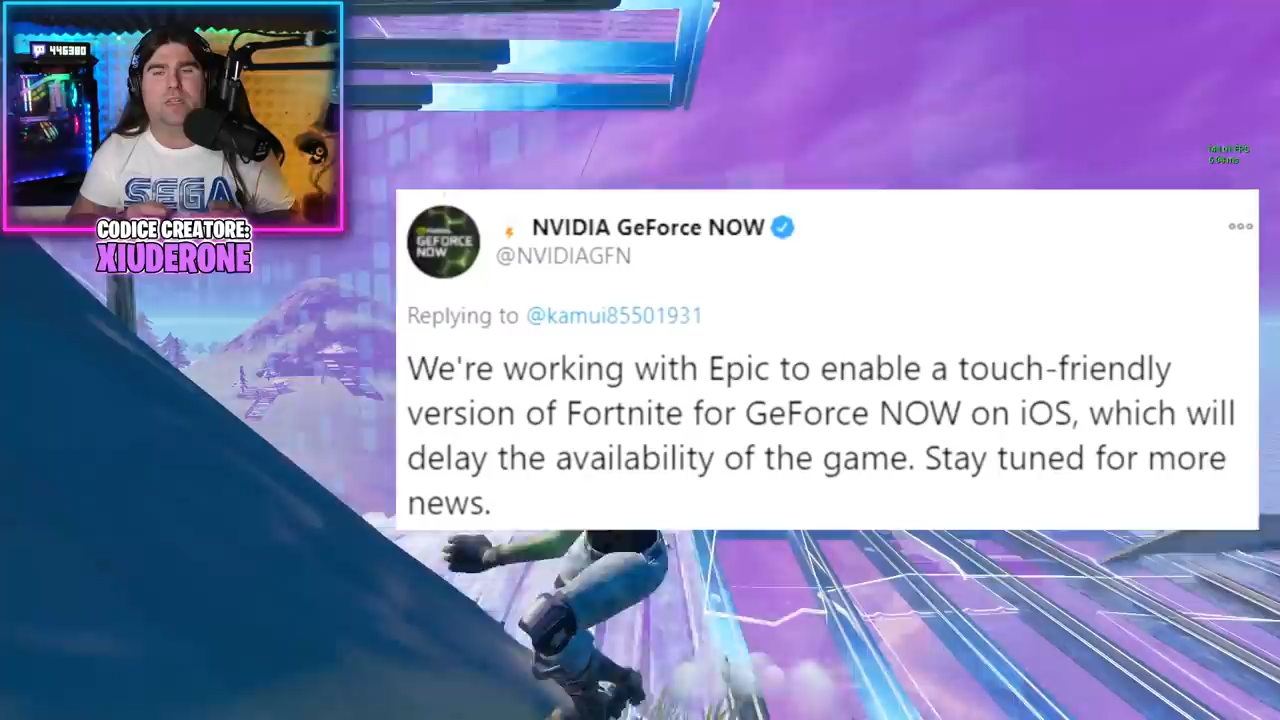 446380
SEGA
CODICE CREATORE:
XIUDERONE
NVIDIA GeForce NOW
@NVIDIAGFN
GEFORCE
NOW
Replying to @kamui85501931
We're working with Epic to enable a touch-friendly
version of Fortnite for GeForce NOW on iOS, which will
delay the availability of the game. Stay tuned for more
news.